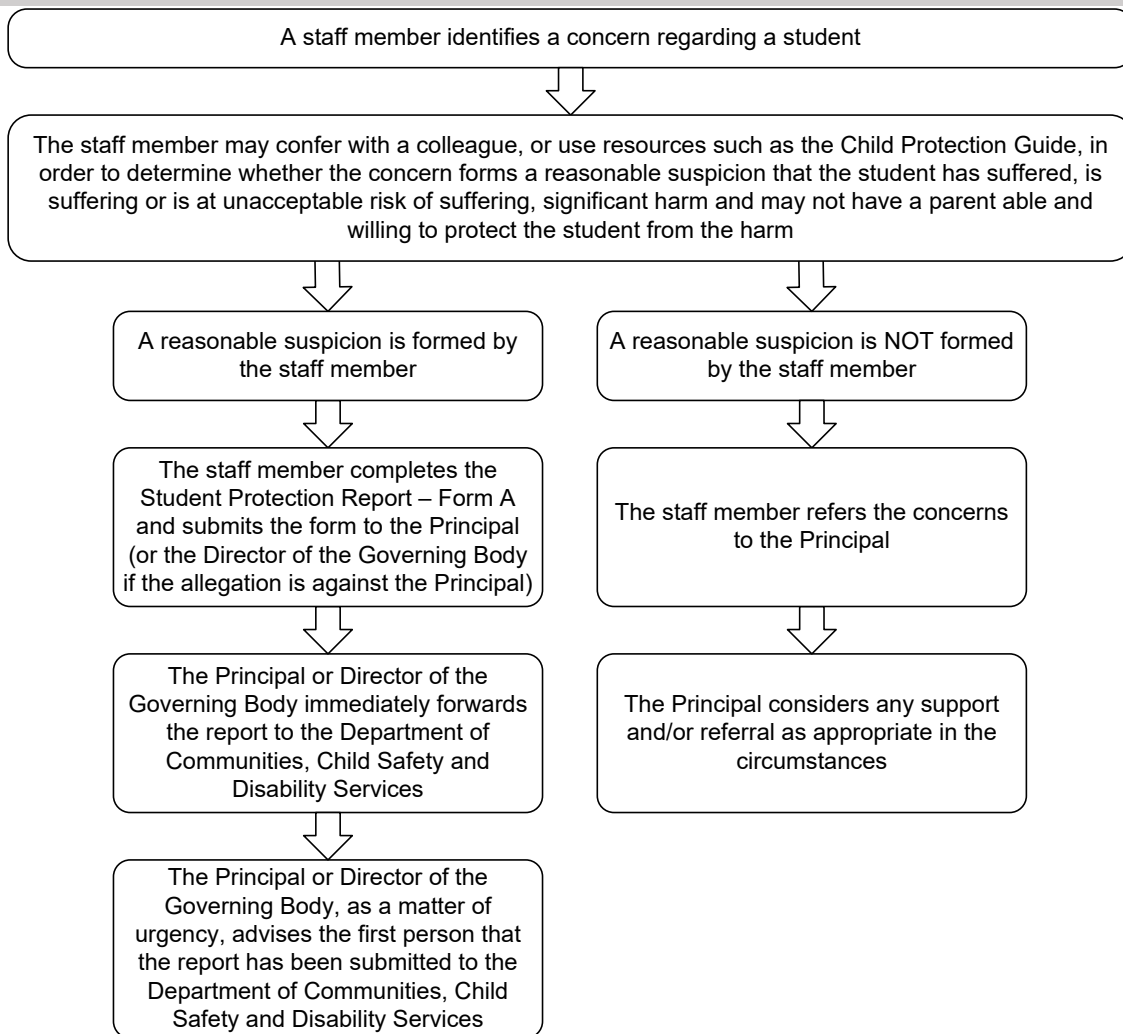 A staff member identifies a concern regarding a student
The staff member may confer with a colleague, or use resources such as the Child Protection Guide, in
order to determine whether the concern forms a reasonable suspicion that the student has suffered, is
suffering or is at unacceptable risk of suffering, significant harm and may not have a parent able and
willing to protect the student from the harm
A reasonable suspicion is formed by
the staff member
A reasonable suspicion is NOT formed
by the staff member
The staff member completes the
Student Protection Report – Form A
and submits the form to the Principal
(or the Director of the Governing Body
if the allegation is against the Principal)
The staff member refers the concerns
to the Principal
The Principal or Director of the
Governing Body immediately forwards
the report to the Department of
Communities, Child Safety and
Disability Services
The Principal considers any support
and/or referral as appropriate in the
circumstances
The Principal or Director of the
Governing Body, as a matter of
urgency, advises the first person that
the report has been submitted to the
Department of Communities, Child
Safety and Disability Services